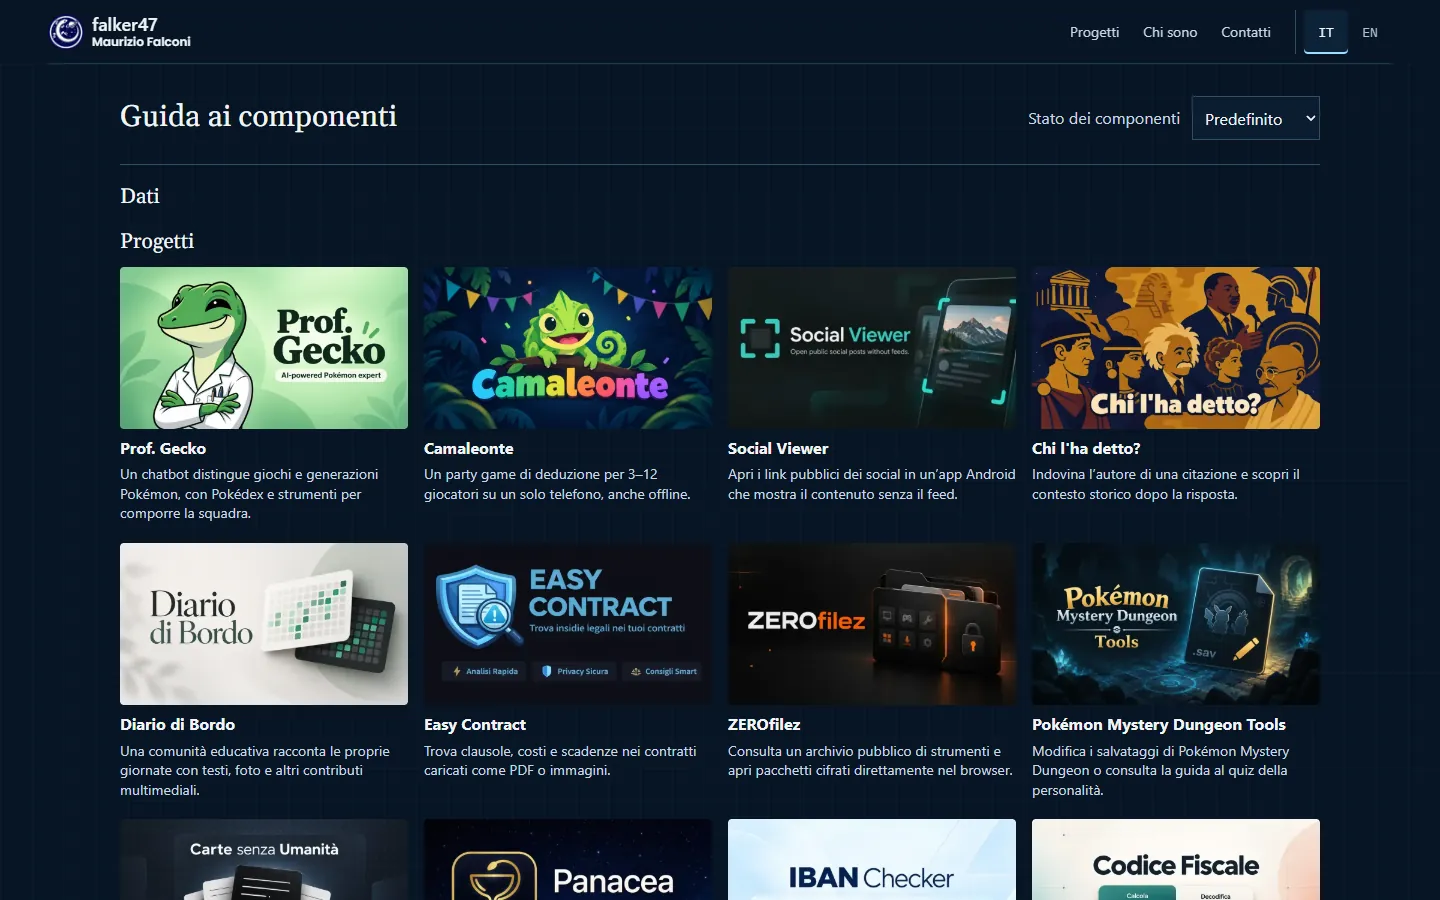 falker47
Maurizio Falconi
Progetti
Chi sono
Contatti
IT
EN
Guida ai componenti
Stato dei componenti
Predefinito
Dati
Progetti
Prof.
Gecko
AI-powered Pokémon expert
Camaleonte
Social Viewer
Open public social posts without feeds.
Chi l'ha detto?
Prof. Gecko
Un chatbot distingue giochi e generazioni
Pokémon, con Pokédex e strumenti per
comporre la squadra.
Camaleonte
Un party game di deduzione per 3–12
giocatori su un solo telefono, anche offline.
Social Viewer
Apri i link pubblici dei social in un’app Android
che mostra il contenuto senza il feed.
Chi l'ha detto?
Indovina l’autore di una citazione e scopri il
contesto storico dopo la risposta.
Diario
di Bordo
EASY
CONTRACT
Trova insidie legali nei tuoi contratti
Analisi Rapida
Privacy Sicura
Consigli Smart
ZEROfilez
Pokémon
Mystery Dungeon
Tools
.sav
Diario di Bordo
Una comunità educativa racconta le proprie
giornate con testi, foto e altri contributi
multimediali.
Easy Contract
Trova clausole, costi e scadenze nei contratti
caricati come PDF o immagini.
ZEROfilez
Consulta un archivio pubblico di strumenti e
apri pacchetti cifrati direttamente nel browser.
Pokémon Mystery Dungeon Tools
Modifica i salvataggi di Pokémon Mystery
Dungeon o consulta la guida al quiz della
personalità.
Carte senza Umanità
Panacea
IBAN Checker
Codice Fiscale
Calcola
Decodifica